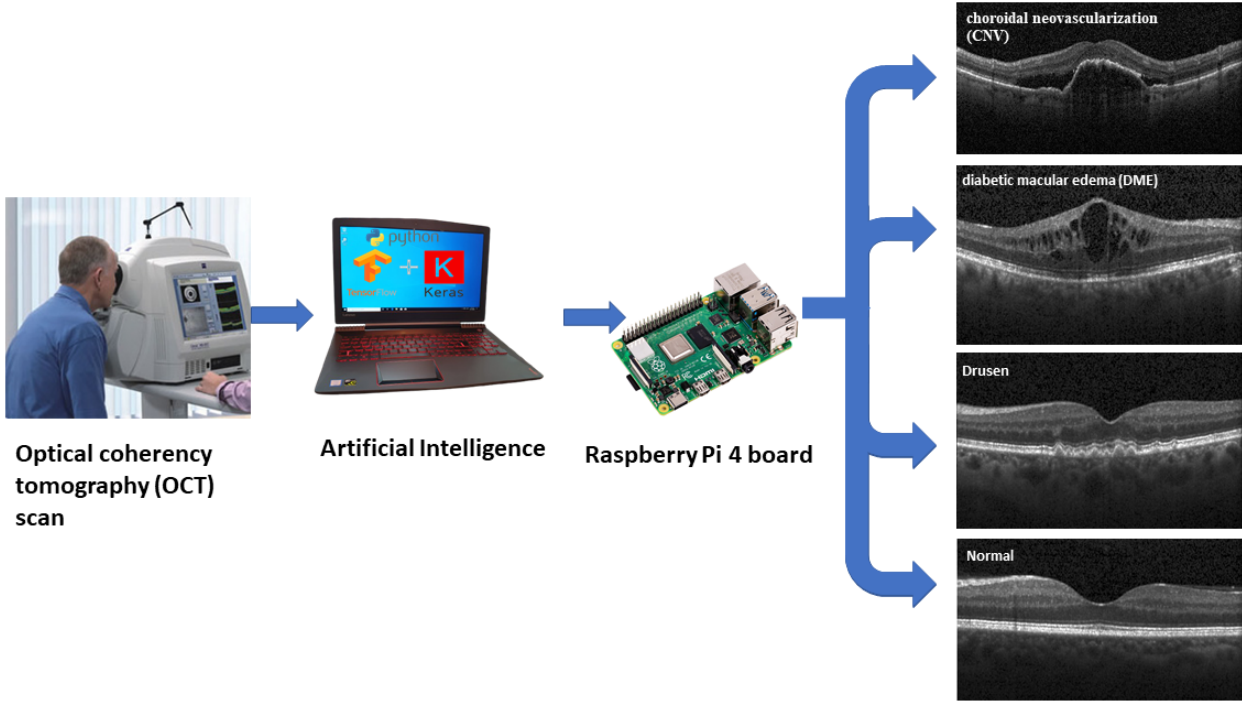 choroidal neovascularization
(CNV)
diabetic macular edema (DME)
python
TensorFlow
+
K
Keras
Drusen
Optical coherency
tomography (OCT)
scan
Artificial Intelligence
Raspberry Pi 4 board
HDMI
Normal